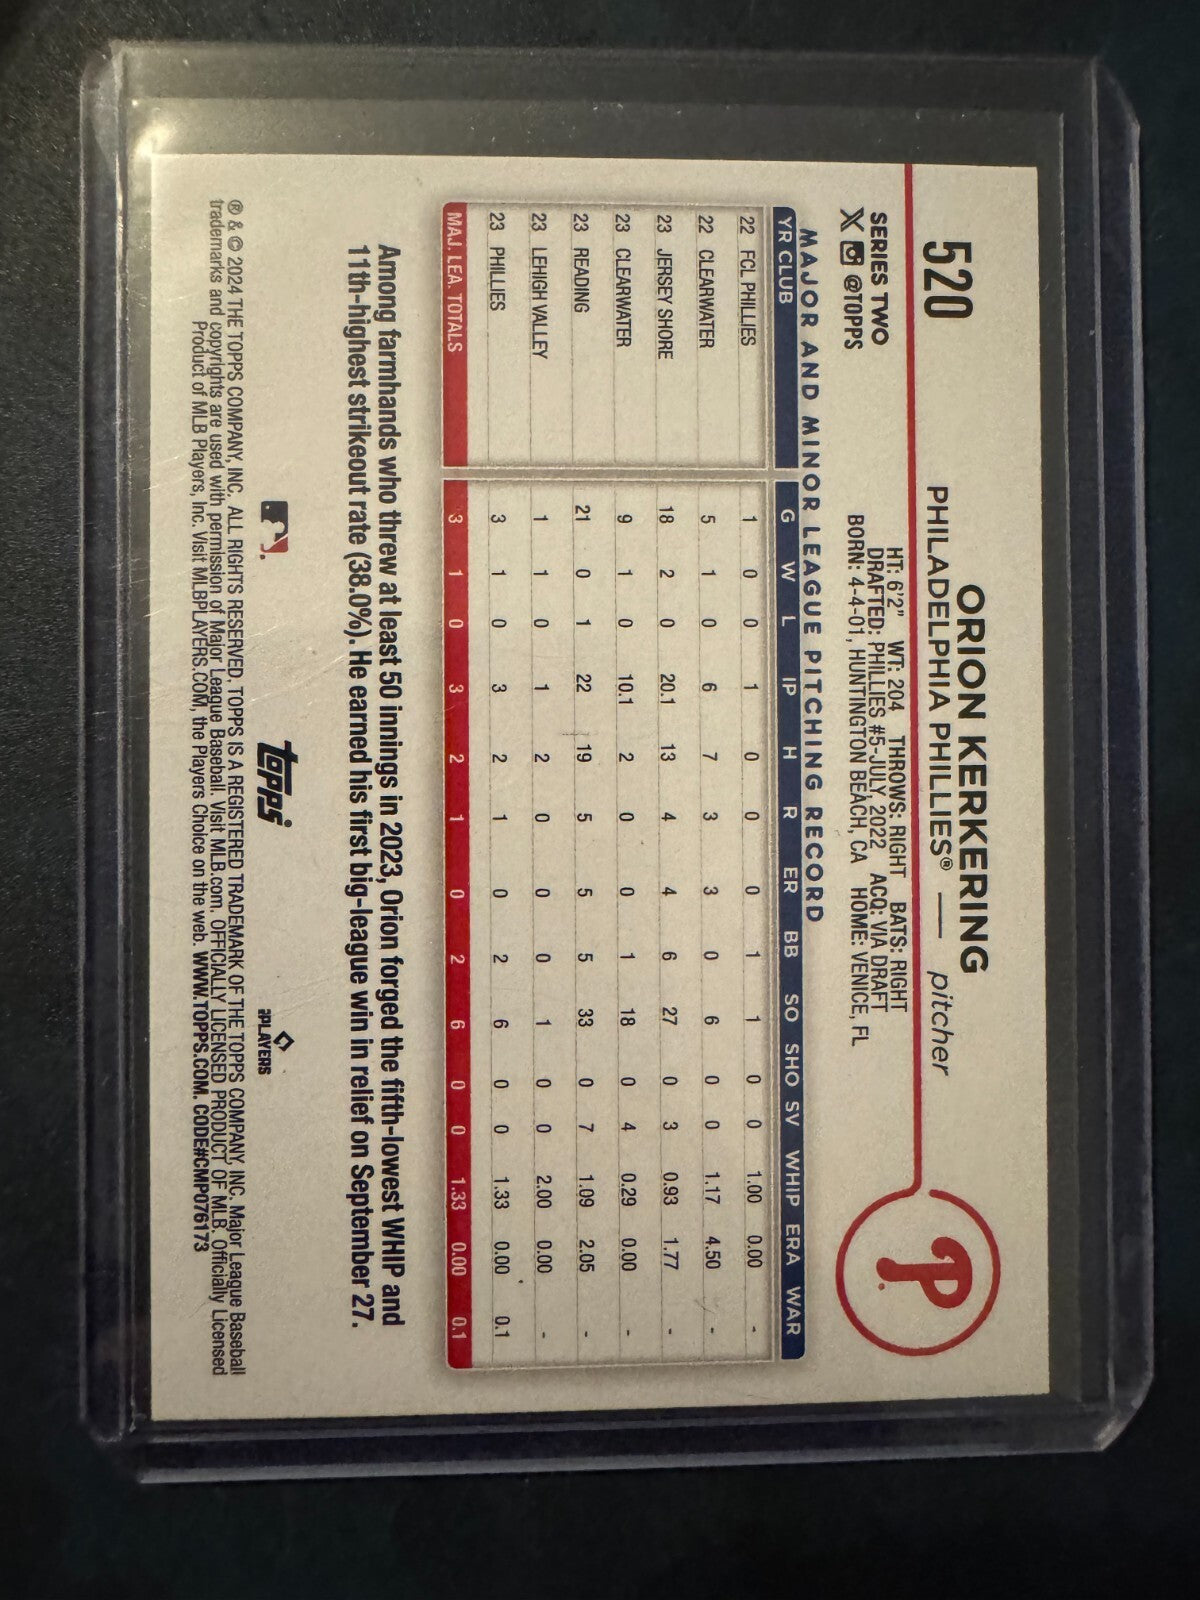 520
ORION KERKERING
PHILADELPHIA PHILLIES® — pitcher
P
SERIES TWO
X @TOPPS
HT: 6'2" WT: 204 THROWS: RIGHT BATS: RIGHT
DRAFTED: PHILLIES #5-JULY, 2022 ACQ: VIA DRAFT
BORN: 4-4-01, HUNTINGTON BEACH, CA HOME: VENICE, FL
MAJOR AND MINOR LEAGUE PITCHING RECORD
YR CLUB G W L IP H R ER BB SO SHO SV WHIP ERA WAR
22 FCL PHILLIES 1 0 0 1 0 0 0 1 1 0 0 1.00 0.00 -
22 CLEARWATER 5 1 0 6 7 3 3 0 6 0 0 1.17 4.50 -
23 JERSEY SHORE 18 2 0 20.1 13 4 4 6 27 0 3 0.93 1.77 -
23 CLEARWATER 9 1 0 10.1 2 0 0 1 18 0 4 0.29 0.00 -
23 READING 21 0 1 22 19 5 5 5 33 0 7 1.09 2.05 -
23 LEHIGH VALLEY 1 1 0 1 2 0 0 0 1 0 0 2.00 0.00 -
23 PHILLIES 3 1 0 3 2 1 0 2 6 0 0 1.33 0.00 0.1
MAJ. LEA. TOTALS 3 1 0 3 2 1 0 2 6 0 0 1.33 0.00 0.1
Among farmhands who threw at least 50 innings in 2023, Orion forged the fifth-lowest WHIP and
11th-highest strikeout rate (38.0%). He earned his first big-league win in relief on September 27.
topps®
PLAYERS
® & © 2024 THE TOPPS COMPANY, INC. ALL RIGHTS RESERVED. TOPPS IS A REGISTERED TRADEMARK OF THE TOPPS COMPANY, INC. Major League Baseball
trademarks and copyrights are used with permission of Major League Baseball. Visit MLB.com. OFFICIALLY LICENSED PRODUCT OF MLB. Officially Licensed
Product of MLB Players, Inc. Visit MLBPLAYERS.COM, the Players Choice on the web. WWW.TOPPS.COM. CODE#CMP076173